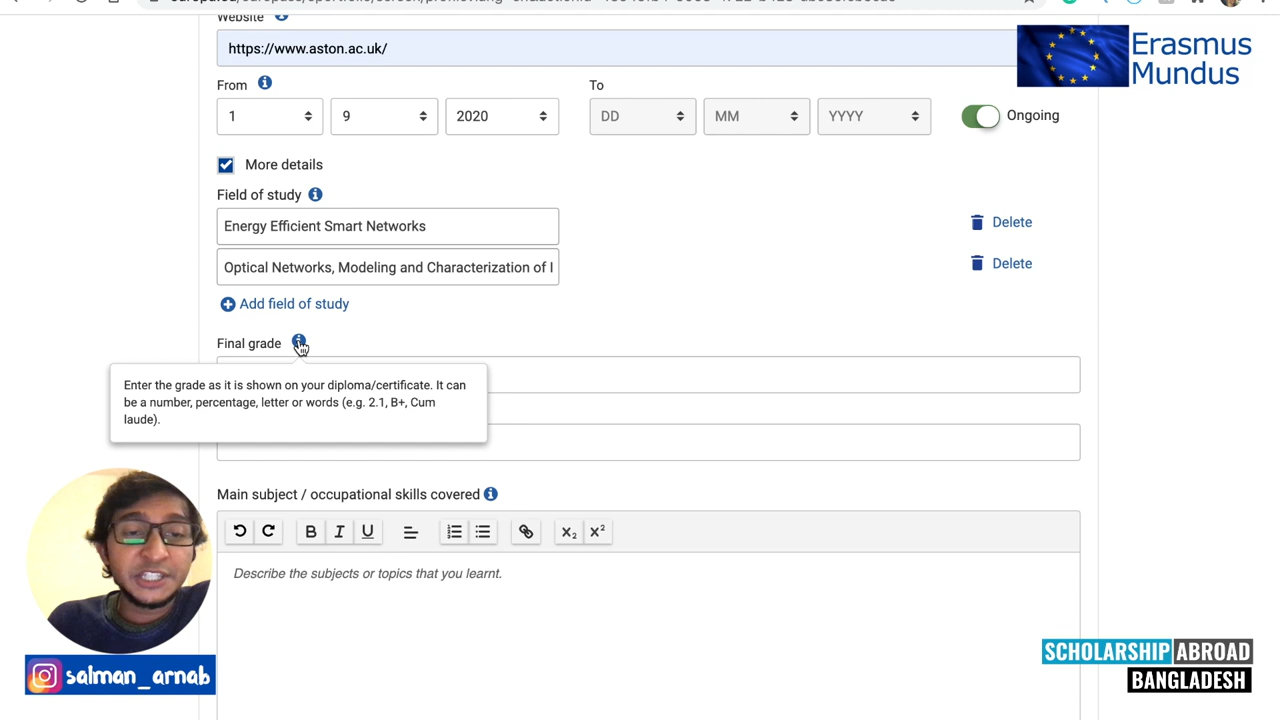 Website
https://www.aston.ac.uk/
Erasmus
Mundus
From
To
1
9
2020
DD
MM
YYYY
Ongoing
More details
Field of study
Energy Efficient Smart Networks
Delete
Optical Networks, Modeling and Characterization of I
Delete
Add field of study
Final grade
Enter the grade as it is shown on your diploma/certificate. It can
be a number, percentage, letter or words (e.g. 2.1, B+, Cum
laude).
Main subject / occupational skills covered
B I U X₂ X²
Describe the subjects or topics that you learnt.
salman_arnab
SCHOLARSHIP ABROAD
BANGLADESH